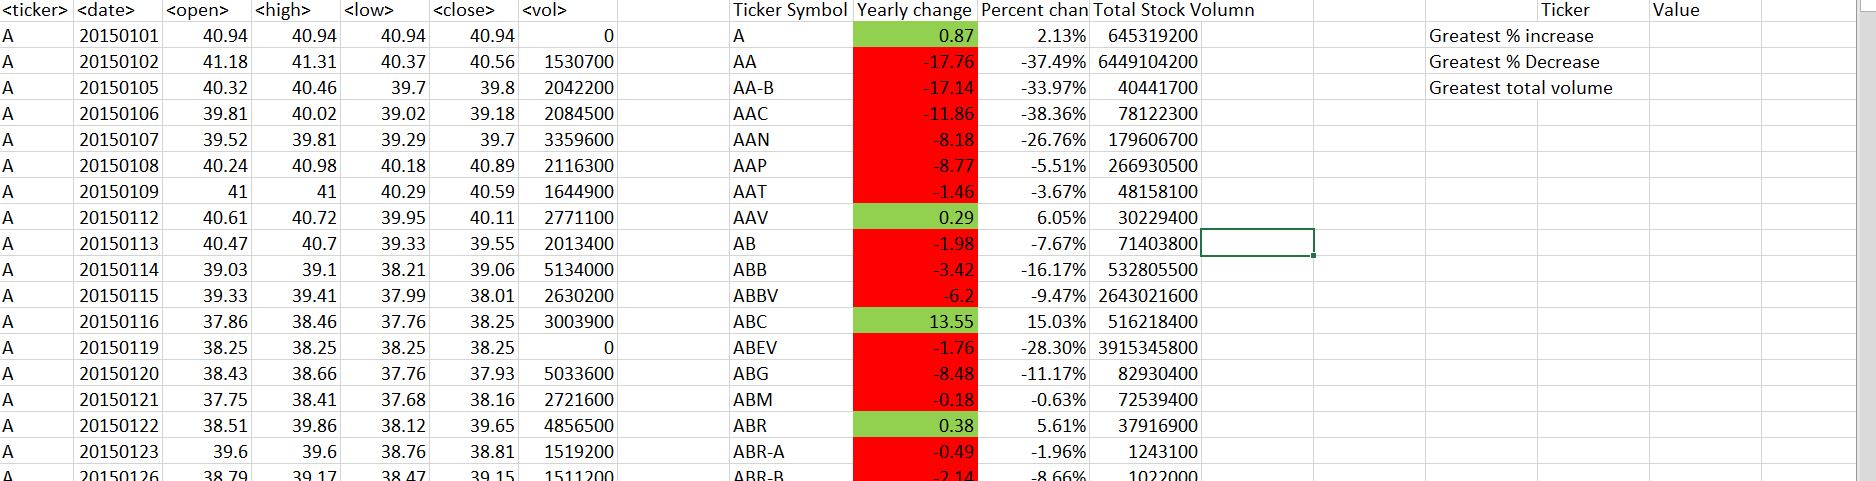 <ticker> <date> <open> <high> <low> <close> <vol> Ticker Symbol Yearly change Percent chan Total Stock Volumn Ticker Value
A 20150101 40.94 40.94 40.94 40.94 0 A 0.87 2.13% 645319200 Greatest % increase
A 20150102 41.18 41.31 40.37 40.56 1530700 AA -17.76 -37.49% 6449104200 Greatest % Decrease
A 20150105 40.32 40.46 39.7 39.8 2042200 AA-B -17.14 -33.97% 40441700 Greatest total volume
A 20150106 39.81 40.02 39.02 39.18 2084500 AAC -11.86 -38.36% 78122300
A 20150107 39.52 39.81 39.29 39.7 3359600 AAN -8.18 -26.76% 179606700
A 20150108 40.24 40.98 40.18 40.89 2116300 AAP -8.77 -5.51% 266930500
A 20150109 41 41 40.29 40.59 1644900 AAT -1.46 -3.67% 48158100
A 20150112 40.61 40.72 39.95 40.11 2771100 AAV 0.29 6.05% 30229400
A 20150113 40.47 40.7 39.33 39.55 2013400 AB -1.98 -7.67% 71403800
A 20150114 39.03 39.1 38.21 39.06 5134000 ABB -3.42 -16.17% 532805500
A 20150115 39.33 39.41 37.99 38.01 2630200 ABBV -6.2 -9.47% 2643021600
A 20150116 37.86 38.46 37.76 38.25 3003900 ABC 13.55 15.03% 516218400
A 20150119 38.25 38.25 38.25 38.25 0 ABEV -1.76 -28.30% 3915345800
A 20150120 38.43 38.66 37.76 37.93 5033600 ABG -8.48 -11.17% 82930400
A 20150121 37.75 38.41 37.68 38.16 2721600 ABM -0.18 -0.63% 72539400
A 20150122 38.51 39.86 38.12 39.65 4856500 ABR 0.38 5.61% 37916900
A 20150123 39.6 39.6 38.76 38.81 1519200 ABR-A -0.49 -1.96% 1243100
A 20150126 38.79 39.17 38.47 39.15 1511200 ABR-B -2.14 -8.66% 1022000